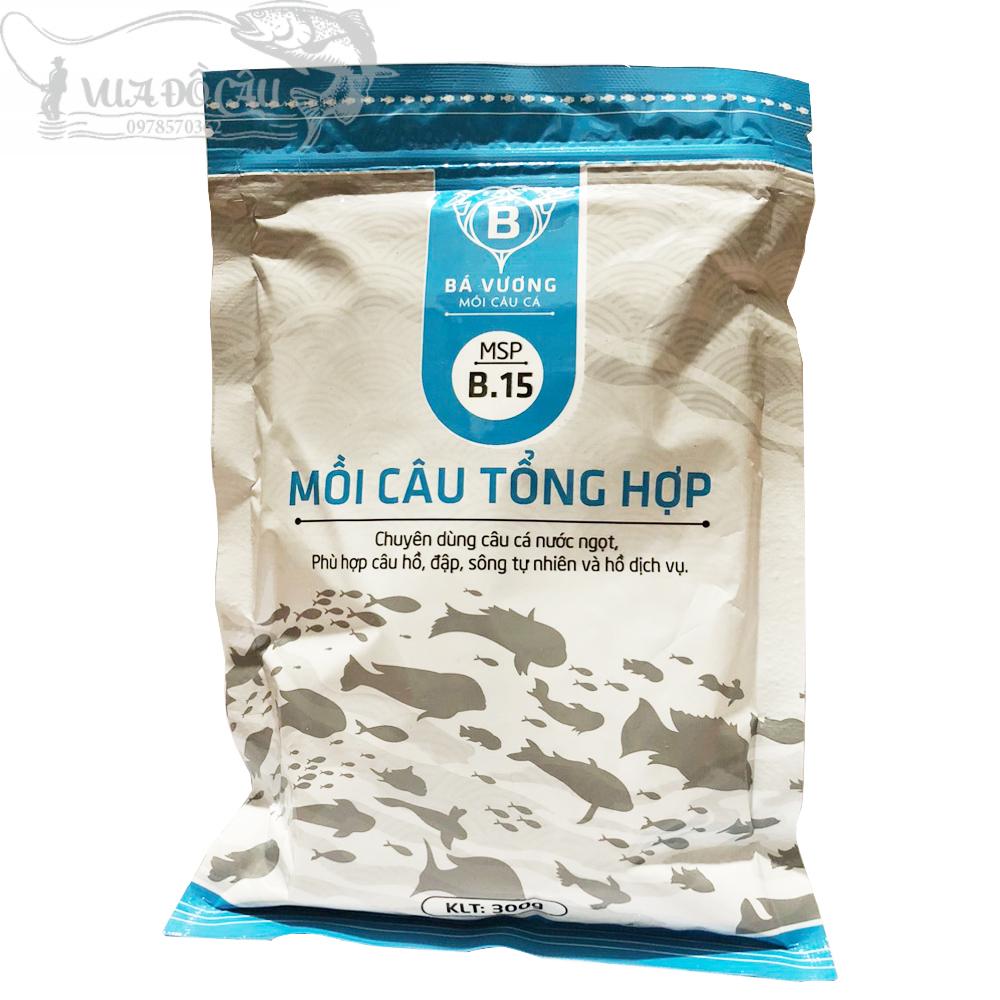 VUA ĐỒ CÂU
0978570352
B
BÁ VƯƠNG
MỒI CÂU CÁ
MSP
B.15
MỒI CÂU TỔNG HỢP
Chuyên dùng câu cá nước ngọt,
Phù hợp câu hồ, đập, sông tự nhiên và hồ dịch vụ.
KLT: 300g